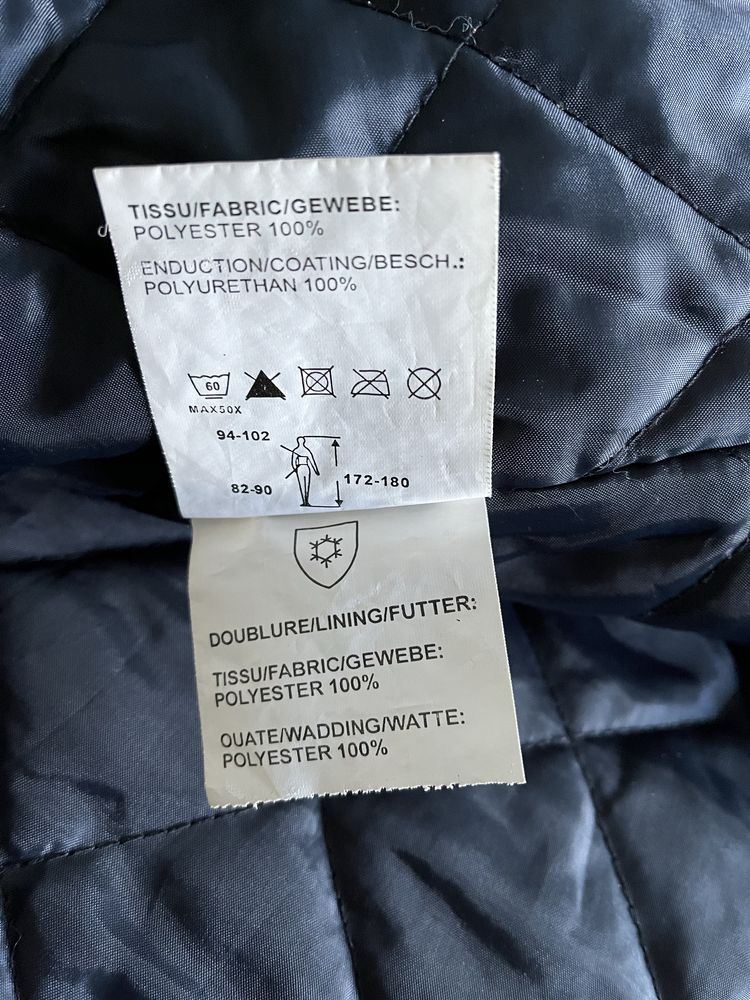 TISSU/FABRIC/GEWEBE:
POLYESTER 100%
ENDUCTION/COATING/BESCH.:
POLYURETHAN 100%
60
MAX50X
94-102
82-90
172-180
DOUBLURE/LINING/FUTTER:
TISSU/FABRIC/GEWEBE:
POLYESTER 100%
OUATE/WADDING/WATTE:
POLYESTER 100%